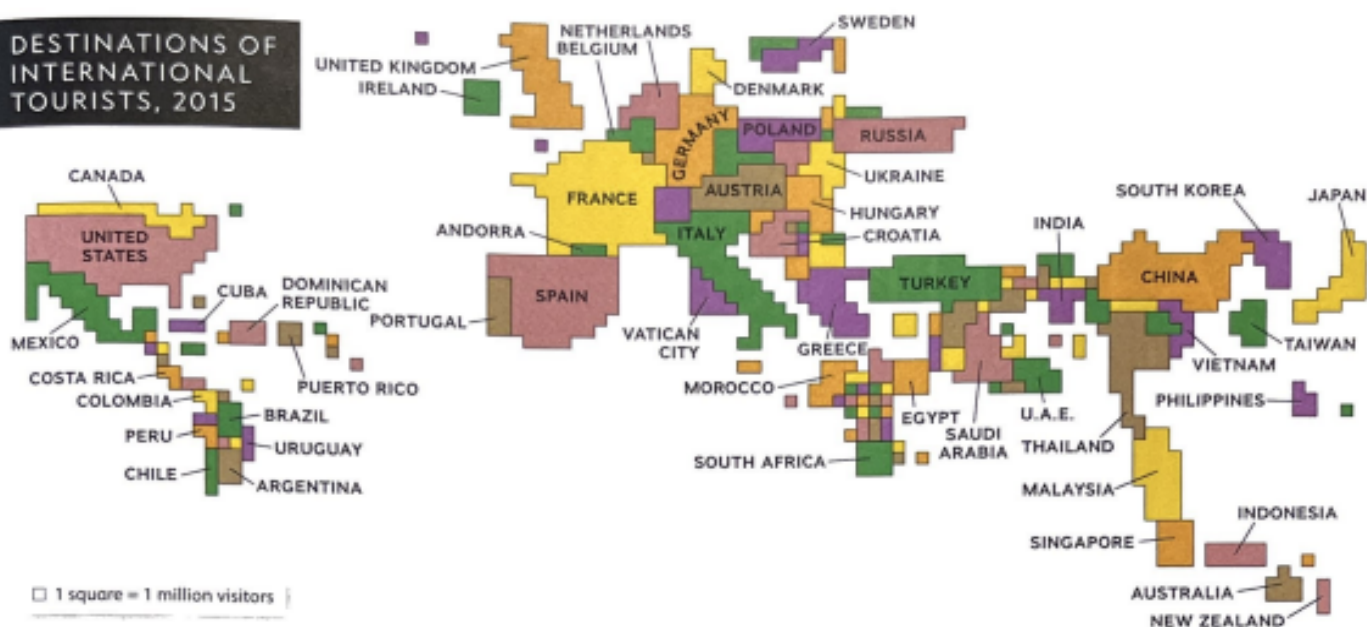 DESTINATIONS OF
INTERNATIONAL
TOURISTS, 2015
SWEDEN
NETHERLANDS
BELGIUM
UNITED KINGDOM
IRELAND
DENMARK
POLAND
RUSSIA
GERMANY
UKRAINE
CANADA
FRANCE
AUSTRIA
SOUTH KOREA
JAPAN
HUNGARY
INDIA
UNITED
STATES
ANDORRA
ITALY
CROATIA
CHINA
TURKEY
CUBA
DOMINICAN
REPUBLIC
SPAIN
PORTUGAL
MEXICO
VATICAN
CITY
GREECE
TAIWAN
VIETNAM
COSTA RICA
PUERTO RICO
MOROCCO
COLOMBIA
BRAZIL
EGYPT
SAUDI
ARABIA
U.A.E.
PHILIPPINES
PERU
URUGUAY
THAILAND
CHILE
ARGENTINA
SOUTH AFRICA
MALAYSIA
INDONESIA
SINGAPORE
AUSTRALIA
NEW ZEALAND
1 square = 1 million visitors